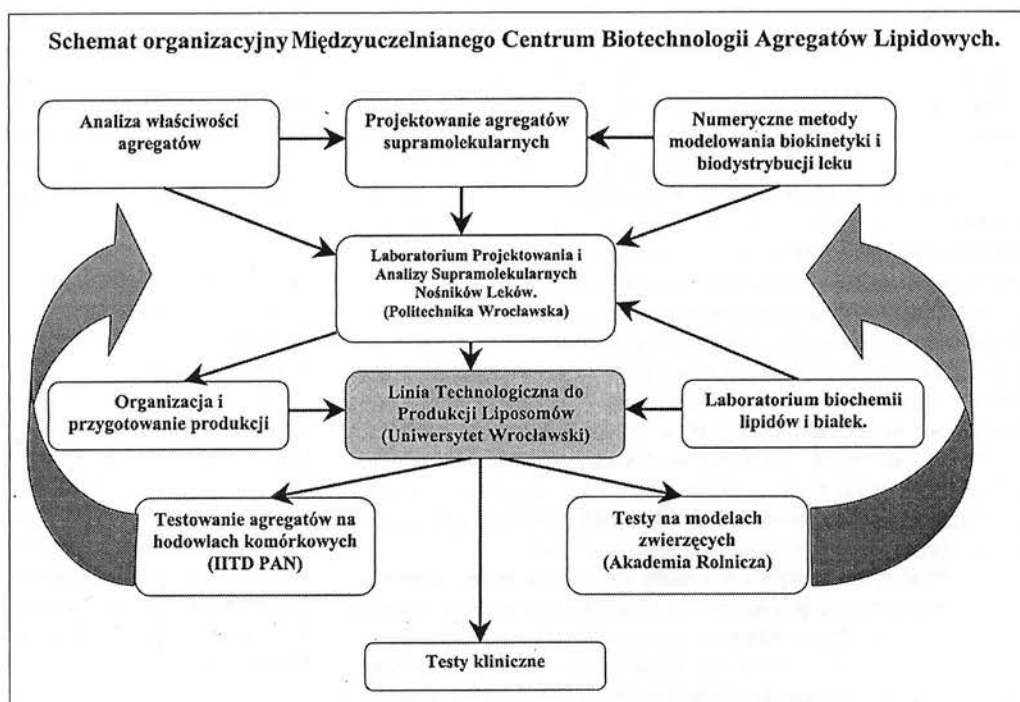 Schemat organizacyjny Międzyuczelnianego Centrum Biotechnologii Agregatów Lipidowych.
Analiza właściwości
agregatów
Projektowanie agregatów
supramolekularnych
Numeryczne metody
modelowania biokinetyki i
biodystrybucji leku
Laboratorium Projektowania i
Analizy Supramolekularnych
Nośników Leków.
(Politechnika Wrocławska)
Organizacja i
przygotowanie produkcji
Linia Technologiczna do
Produkcji Liposomów
(Uniwersytet Wrocławski)
Laboratorium biochemii
lipidów i białek.
Testowanie agregatów na
hodowlach komórkowych
(IITD PAN)
Testy na modelach
zwierzęcych
(Akademia Rolnicza)
Testy kliniczne